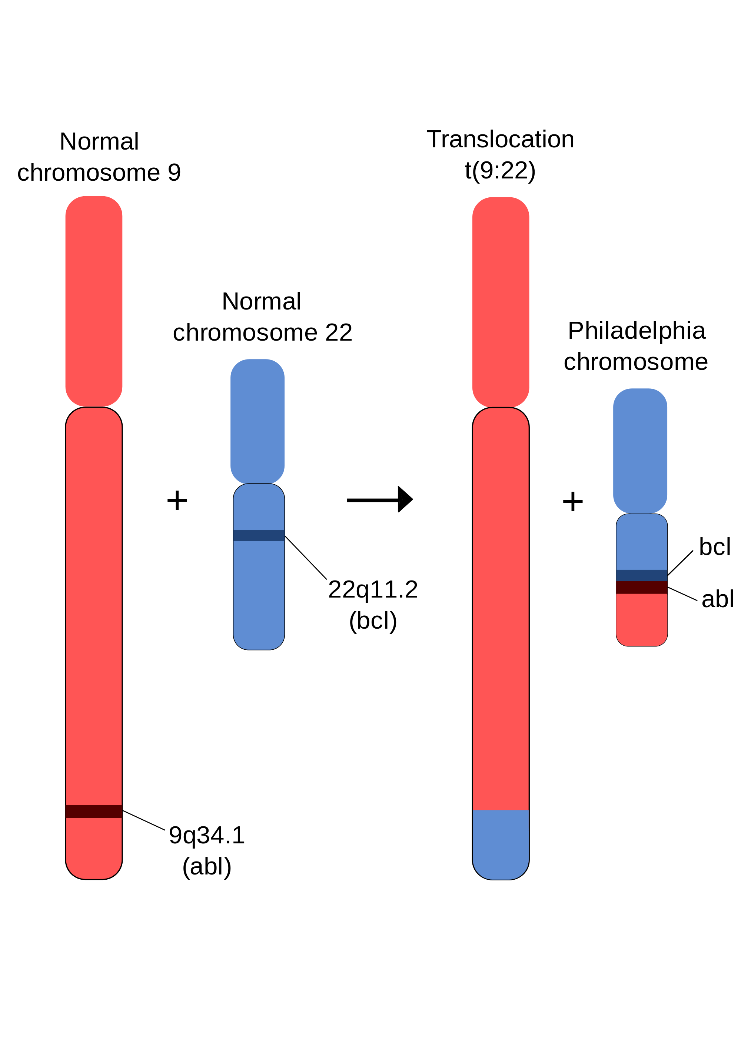 Normal
chromosome 9
Normal
chromosome 22
+
22q11.2
(bcl)
9q34.1
(abl)
Translocation
t(9:22)
+
Philadelphia
chromosome
bcl
abl